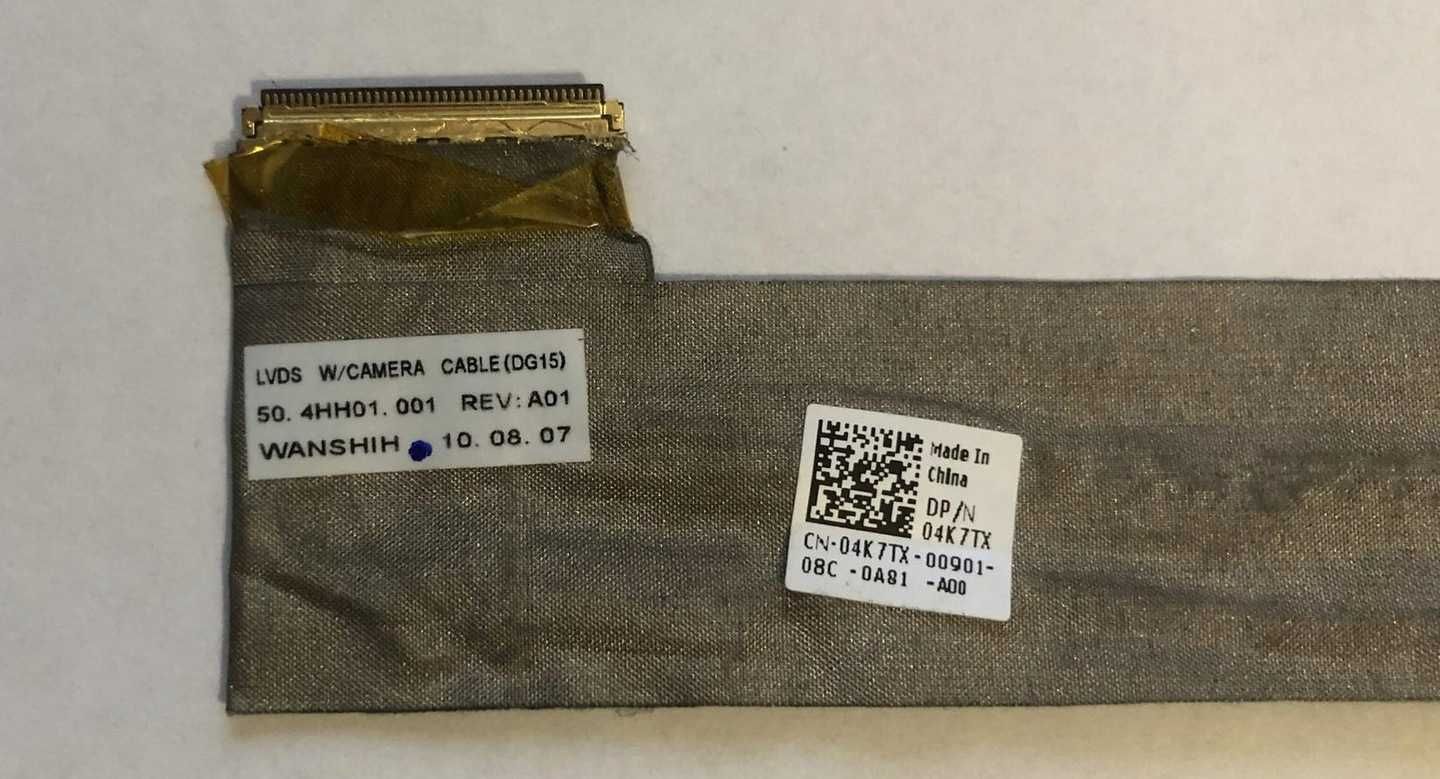 LVDS W/CAMERA CABLE(DG15)
50. 4HH01. 001 REV: A01
WANSHIH 10. 08. 07
Made In
China
DP/N
04K7TX
CN-04K7TX-00901-
08C -0A81 -A00